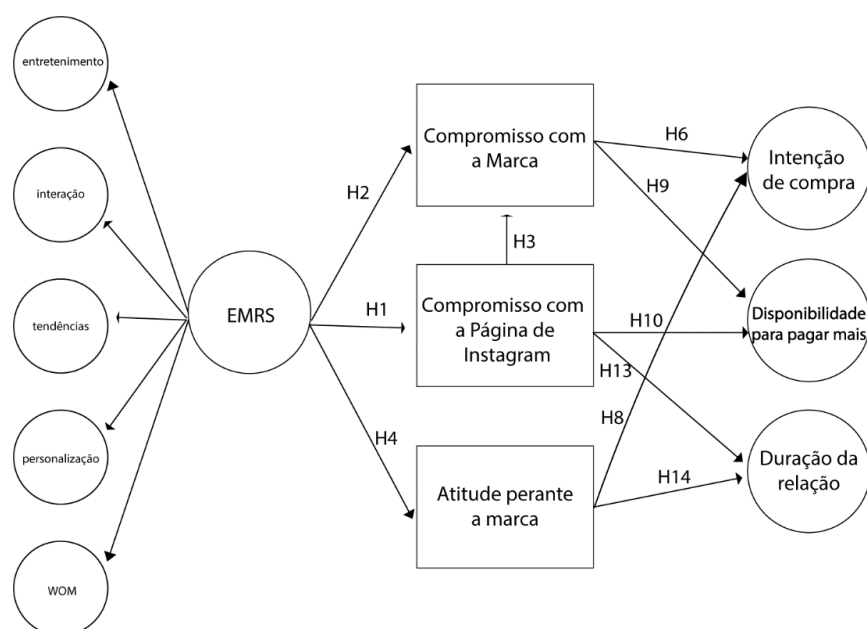 entretenimento
interação
tendências
personalização
WOM
EMRS
H2
H1
H4
Compromisso com
a Marca
H3
Compromisso com
a Página de
Instagram
Atitude perante
a marca
H6
H9
H10
H13
H8
H14
Intenção
de compra
Disponibilidade
para pagar mais
Duração da
relação